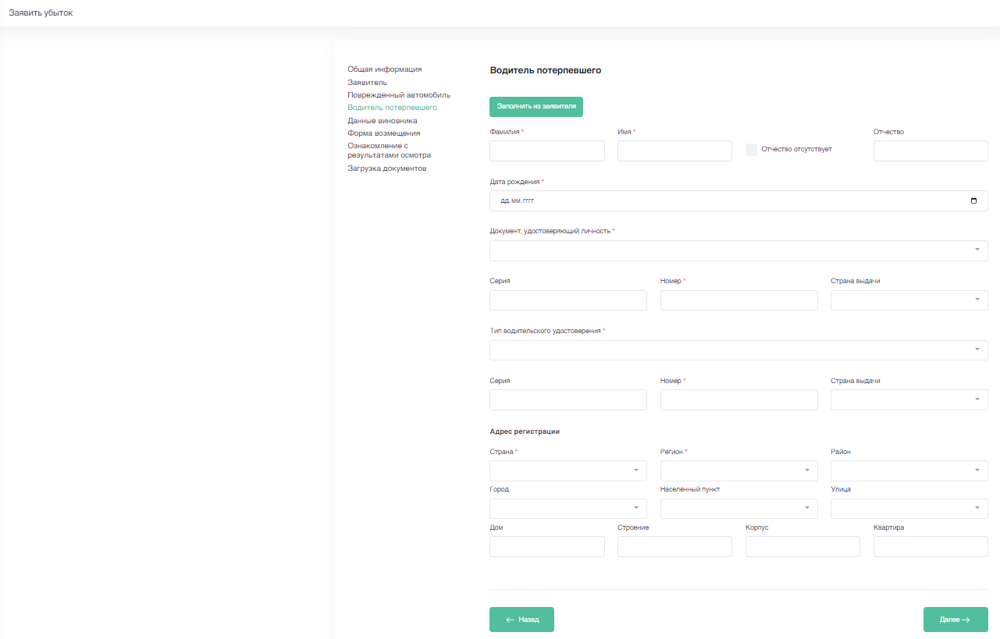 Заявить убыток
Общая информация
Заявитель
Поврежденный автомобиль
Водитель потерпевшего
Данные виновника
Форма возмещения
Ознакомление с
результатами осмотра
Загрузка документов
Водитель потерпевшего
Заполнить из заявителя
Фамилия * Имя * Отчество отсутствует Отчество
Дата рождения *
дд.мм.гггг
Документ, удостоверяющий личность *
Серия Номер * Страна выдачи
Тип водительского удостоверения *
Серия Номер * Страна выдачи
Адрес регистрации
Страна * Регион * Район
Город Населенный пункт Улица
Дом Строение Корпус Квартира
← Назад Далее →